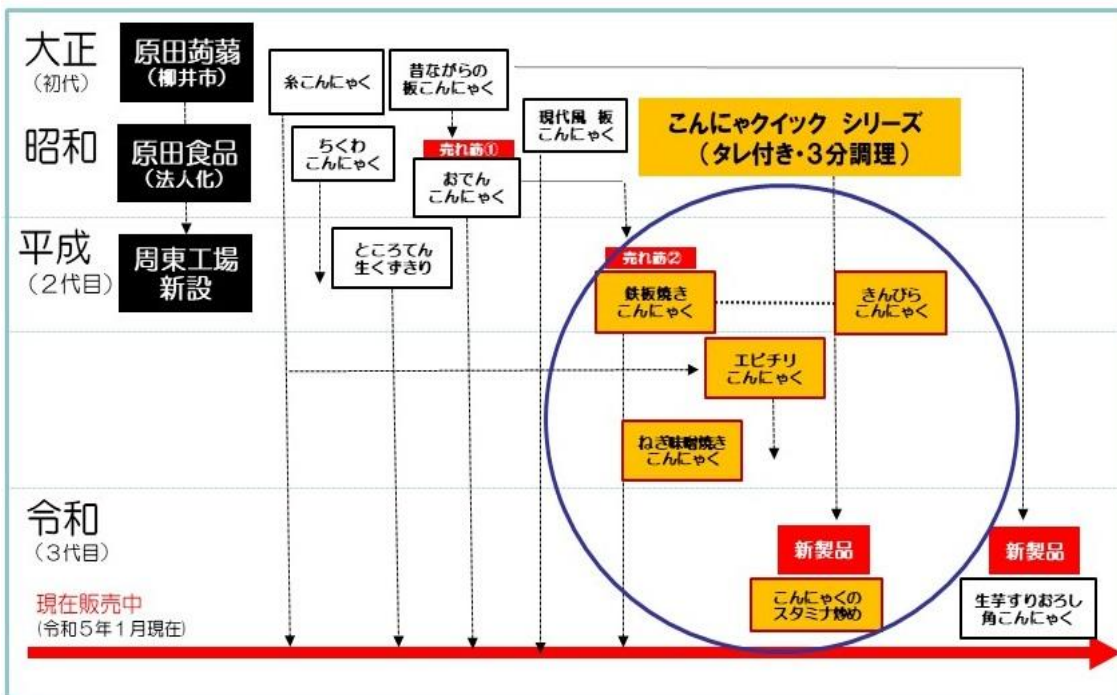 大正
(初代)
原田蒟蒻
(柳井市)
糸こんにゃく
昔ながらの
板こんにゃく
現代風 板
こんにゃく
こんにゃクイック シリーズ
(タレ付き・3分調理)
昭和
原田食品
(法人化)
ちくわ
こんにゃく
売れ筋①
おでん
こんにゃく
平成
(2代目)
周東工場
新設
ところてん
生くずきり
売れ筋②
鉄板焼き
こんにゃく
きんぴら
こんにゃく
エビチリ
こんにゃく
ねぎ味噌焼き
こんにゃく
令和
(3代目)
新製品
こんにゃくの
スタミナ炒め
新製品
生芋すりおろし
角こんにゃく
現在販売中
(令和5年1月現在)